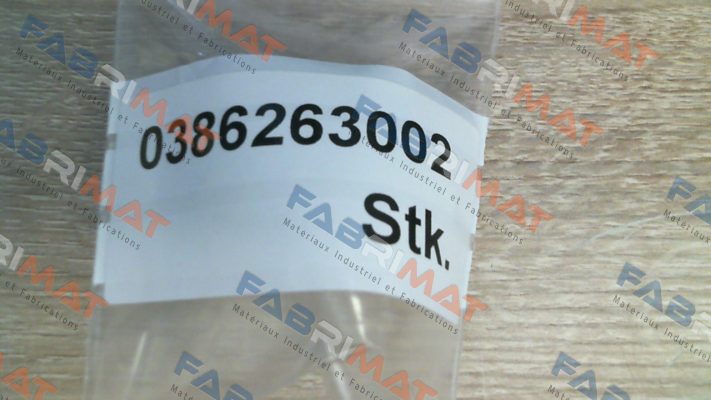 0386263002
Stk.
FABRIMAT
Materiaux Industriel et Fabrications